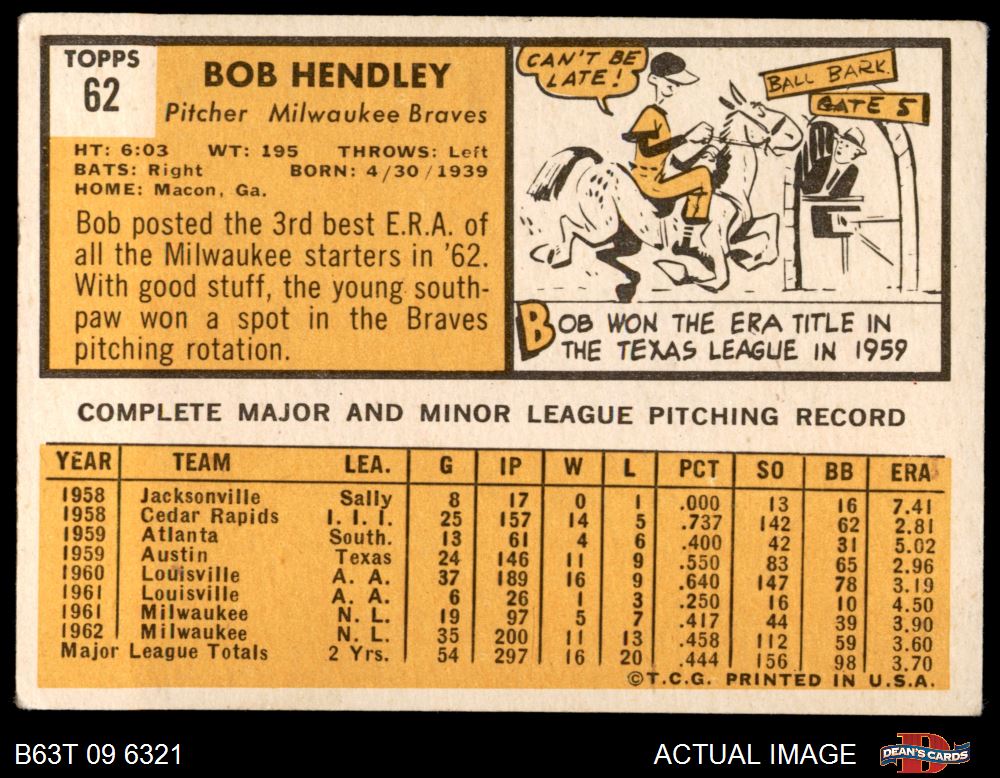 TOPPS
62
BOB HENDLEY
Pitcher Milwaukee Braves
HT: 6:03 WT: 195 THROWS: Left
BATS: Right BORN: 4/30/1939
HOME: Macon, Ga.
Bob posted the 3rd best E.R.A. of
all the Milwaukee starters in '62.
With good stuff, the young south-
paw won a spot in the Braves
pitching rotation.
CAN'T BE
LATE!
BALL BARK.
GATE 5
BOB WON THE ERA TITLE IN
THE TEXAS LEAGUE IN 1959
COMPLETE MAJOR AND MINOR LEAGUE PITCHING RECORD
YEAR TEAM LEA. G IP W L PCT SO BB ERA
1958 Jacksonville Sally 8 17 0 1 .000 13 16 7.41
1958 Cedar Rapids I. I. I. 25 157 14 5 .737 142 62 2.81
1959 Atlanta South. 13 61 4 6 .400 42 31 5.02
1959 Austin Texas 24 146 11 9 .550 83 65 2.96
1960 Louisville A. A. 37 189 16 9 .640 147 78 3.19
1961 Louisville A. A. 6 26 1 3 .250 16 10 4.50
1961 Milwaukee N. L. 19 97 5 7 .417 44 39 3.90
1962 Milwaukee N. L. 35 200 11 13 .458 112 59 3.60
Major League Totals 2 Yrs. 54 297 16 20 .444 156 98 3.70
©T.C.G. PRINTED IN U.S.A.
B63T 09 6321
ACTUAL IMAGE
DEAN'S CARDS